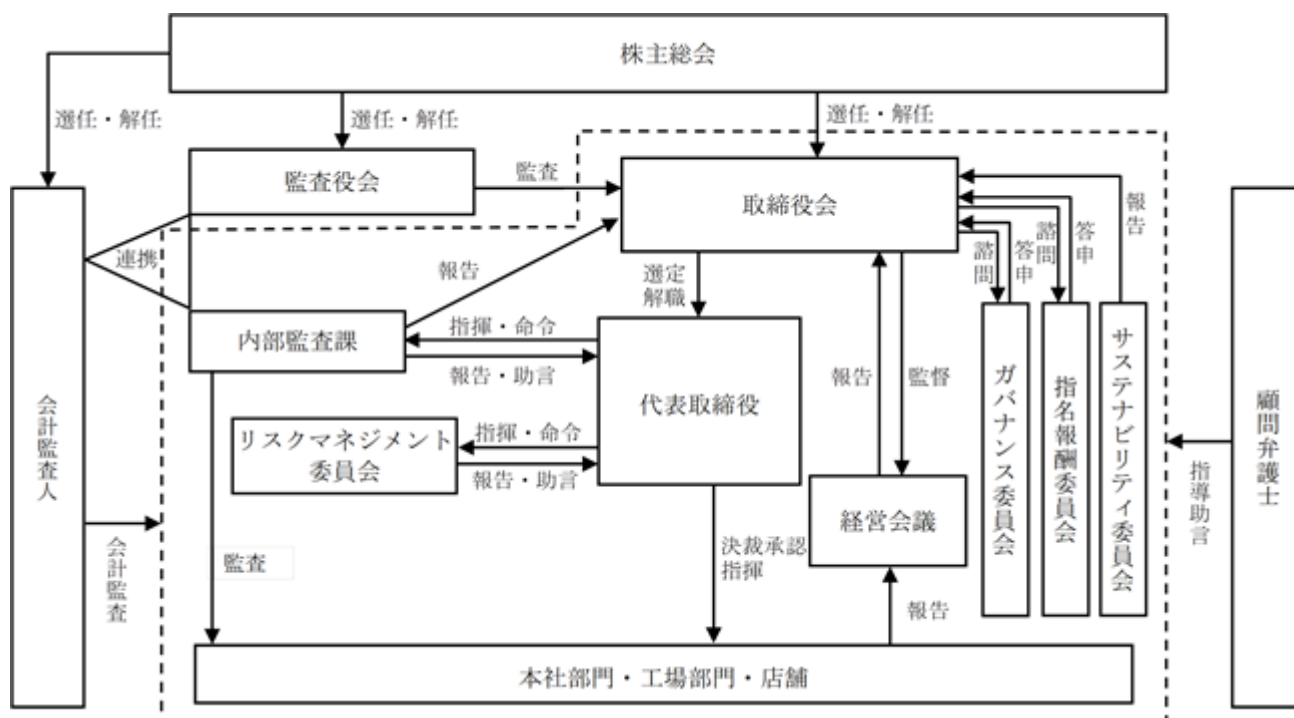 株主総会
選任・解任
選任・解任
選任・解任
監査役会
監査
取締役会
報告
諮問
答申
諮問
答申
連携
報告
選定
解職
内部監査課
指揮・命令
報告・助言
代表取締役
報告
監督
リスクマネジメント
委員会
指揮・命令
報告・助言
経営会議
ガバナンス委員会
指名報酬委員会
サステナビリティ委員会
会計監査人
会計監査
顧問弁護士
指導助言
監査
決裁承認
指揮
報告
本社部門・工場部門・店舗